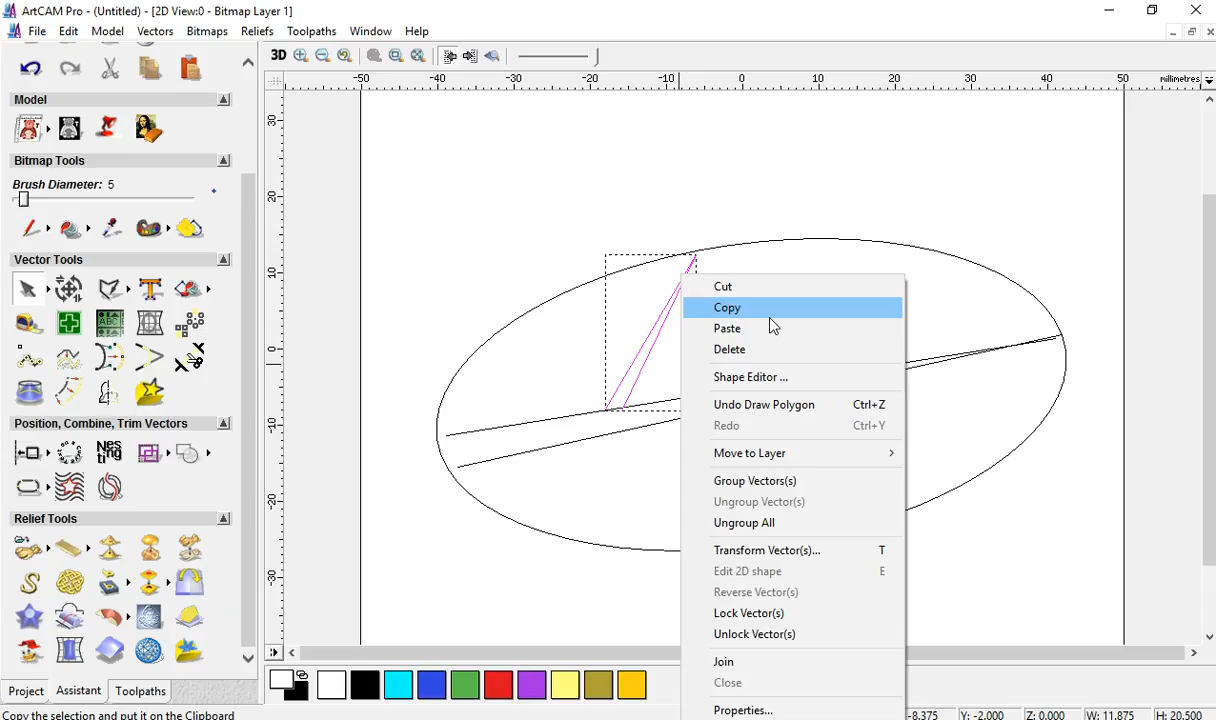 ArtCAM Pro - (Untitled) - [2D View:0 - Bitmap Layer 1]
File Edit Model Vectors Bitmaps Reliefs Toolpaths Window Help
3D
-50 -40 -30 -20 -10 0 10 20 30 40 50 millimetres
30
20
10
0
-10
-20
-30
Model
Bitmap Tools
Brush Diameter: 5
Vector Tools
Position, Combine, Trim Vectors
Nes
ting
Relief Tools
Project Assistant Toolpaths
Cut
Copy
Paste
Delete
Shape Editor ...
Undo Draw Polygon Ctrl+Z
Redo Ctrl+Y
Move to Layer
Group Vectors(s)
Ungroup Vector(s)
Ungroup All
Transform Vector(s)... T
Edit 2D shape E
Reverse Vector(s)
Lock Vector(s)
Unlock Vector(s)
Join
Close
Properties...
Copy the selection and put it on the Clipboard
-8.375 Y: -2.000 Z: 0.000 W: 11.875 H: 20.500